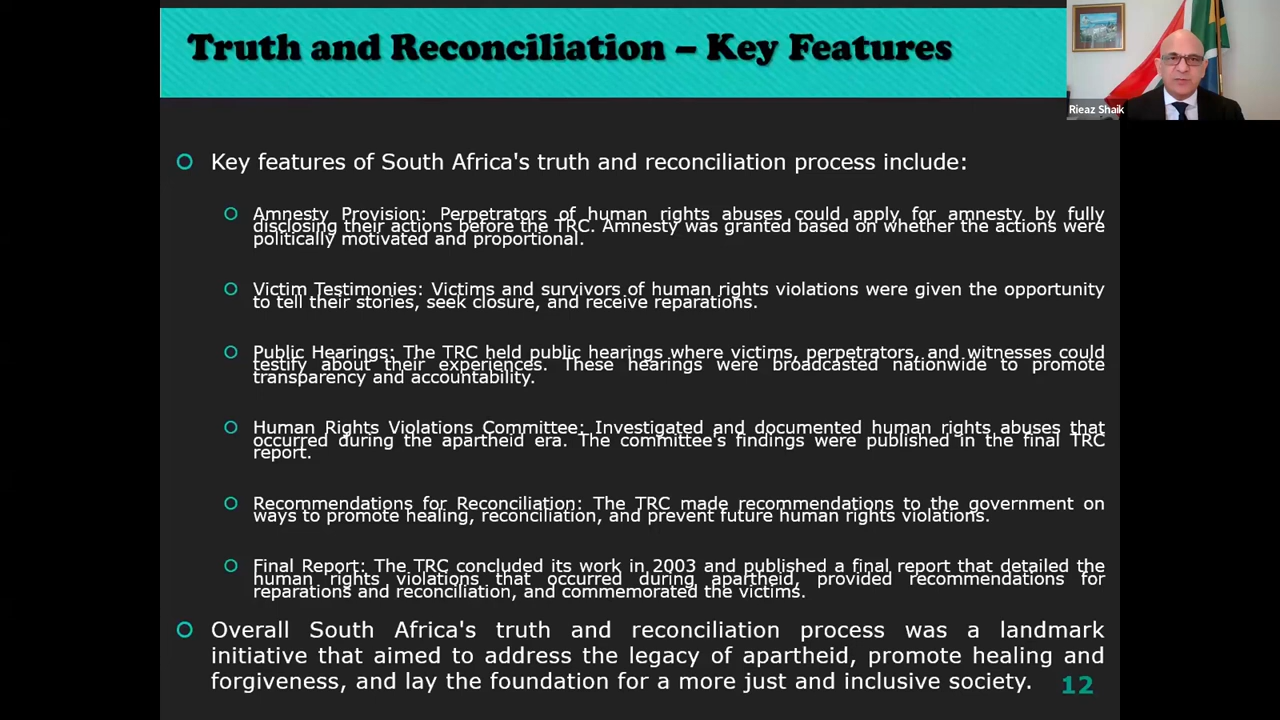 Truth and Reconciliation – Key Features
Rieaz Shaik
Key features of South Africa's truth and reconciliation process include:
Amnesty Provision: Perpetrators of human rights abuses could apply for amnesty by fully
disclosing their actions before the TRC. Amnesty was granted based on whether the actions were
politically motivated and proportional.
Victim Testimonies: Victims and survivors of human rights violations were given the opportunity
to tell their stories, seek closure, and receive reparations.
Public Hearings: The TRC held public hearings where victims, perpetrators, and witnesses could
testify about their experiences. These hearings were broadcasted nationwide to promote
transparency and accountability.
Human Rights Violations Committee: Investigated and documented human rights abuses that
occurred during the apartheid era. The committee's findings were published in the final TRC
report.
Recommendations for Reconciliation: The TRC made recommendations to the government on
ways to promote healing, reconciliation, and prevent future human rights violations.
Final Report: The TRC concluded its work in 2003 and published a final report that detailed the
human rights violations that occurred during apartheid, provided recommendations for
reparations and reconciliation, and commemorated the victims.
Overall South Africa's truth and reconciliation process was a landmark
initiative that aimed to address the legacy of apartheid, promote healing and
forgiveness, and lay the foundation for a more just and inclusive society.
12